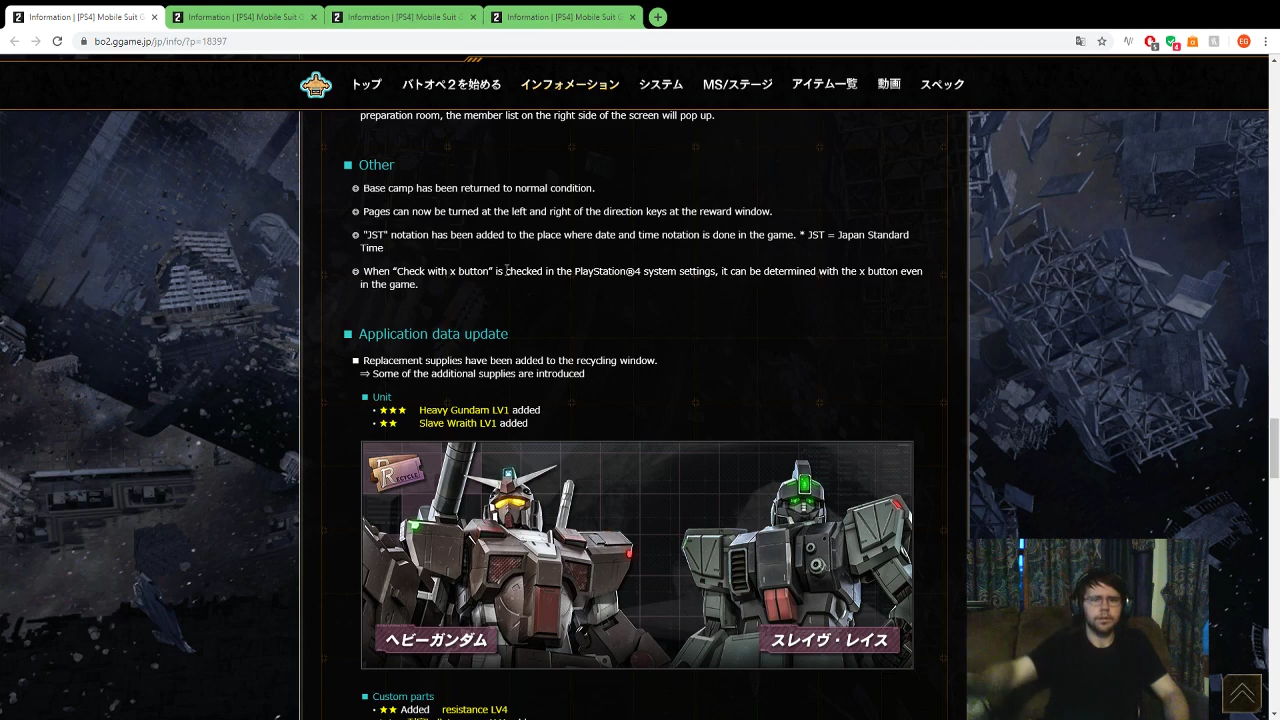 Information | [PS4] Mobile Suit G
Information | [PS4] Mobile Suit G
Information | [PS4] Mobile Suit G
Information | [PS4] Mobile Suit G
bo2.ggame.jp/jp/info/?p=18397
トップ
バトオペ2を始める
インフォメーション
システム
MS/ステージ
アイテム一覧
動画
スペック
preparation room, the member list on the right side of the screen will pop up.
Other
Base camp has been returned to normal condition.
Pages can now be turned at the left and right of the direction keys at the reward window.
"JST" notation has been added to the place where date and time notation is done in the game. * JST = Japan Standard
Time
When “Check with x button” is checked in the PlayStation®4 system settings, it can be determined with the x button even
in the game.
Application data update
Replacement supplies have been added to the recycling window.
⇒ Some of the additional supplies are introduced
Unit
・★★★ Heavy Gundam LV1 added
・★★ Slave Wraith LV1 added
RECYCLE
ヘビーガンダム
スレイヴ・レイス
Custom parts
・★★ Added resistance LV4